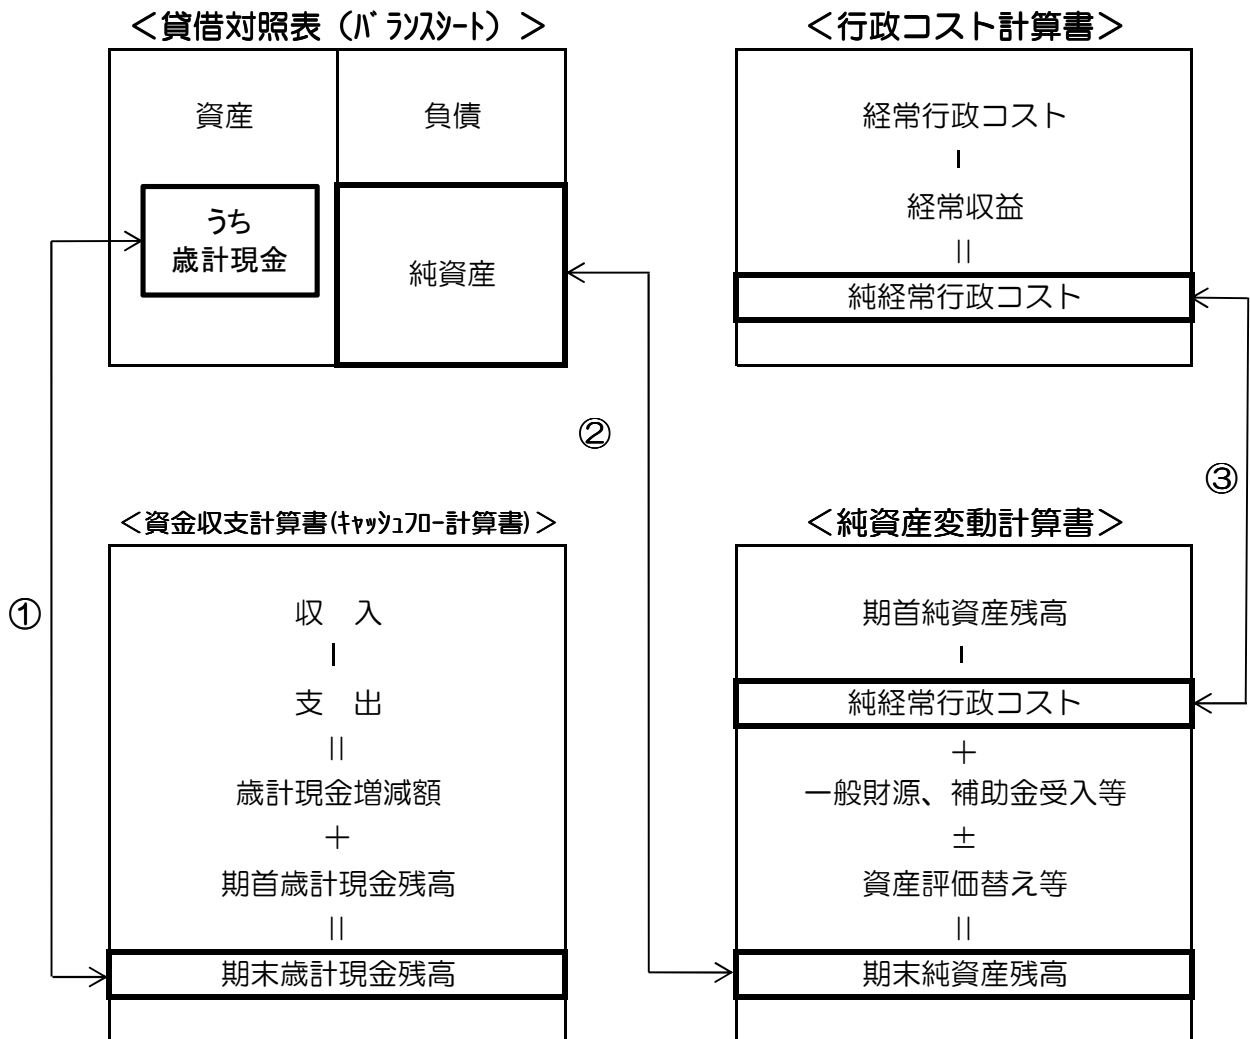 ＜貸借対照表（ﾊﾞﾗﾝｽｼｰﾄ）＞
資産
負債
うち
歳計現金
純資産
＜行政コスト計算書＞
経常行政コスト
－
経常収益
＝
純経常行政コスト
①
②
③
＜資金収支計算書(ｷｬｯｼｭﾌﾛｰ計算書)＞
収　入
－
支　出
＝
歳計現金増減額
＋
期首歳計現金残高
＝
期末歳計現金残高
＜純資産変動計算書＞
期首純資産残高
－
純経常行政コスト
＋
一般財源、補助金受入等
±
資産評価替え等
＝
期末純資産残高